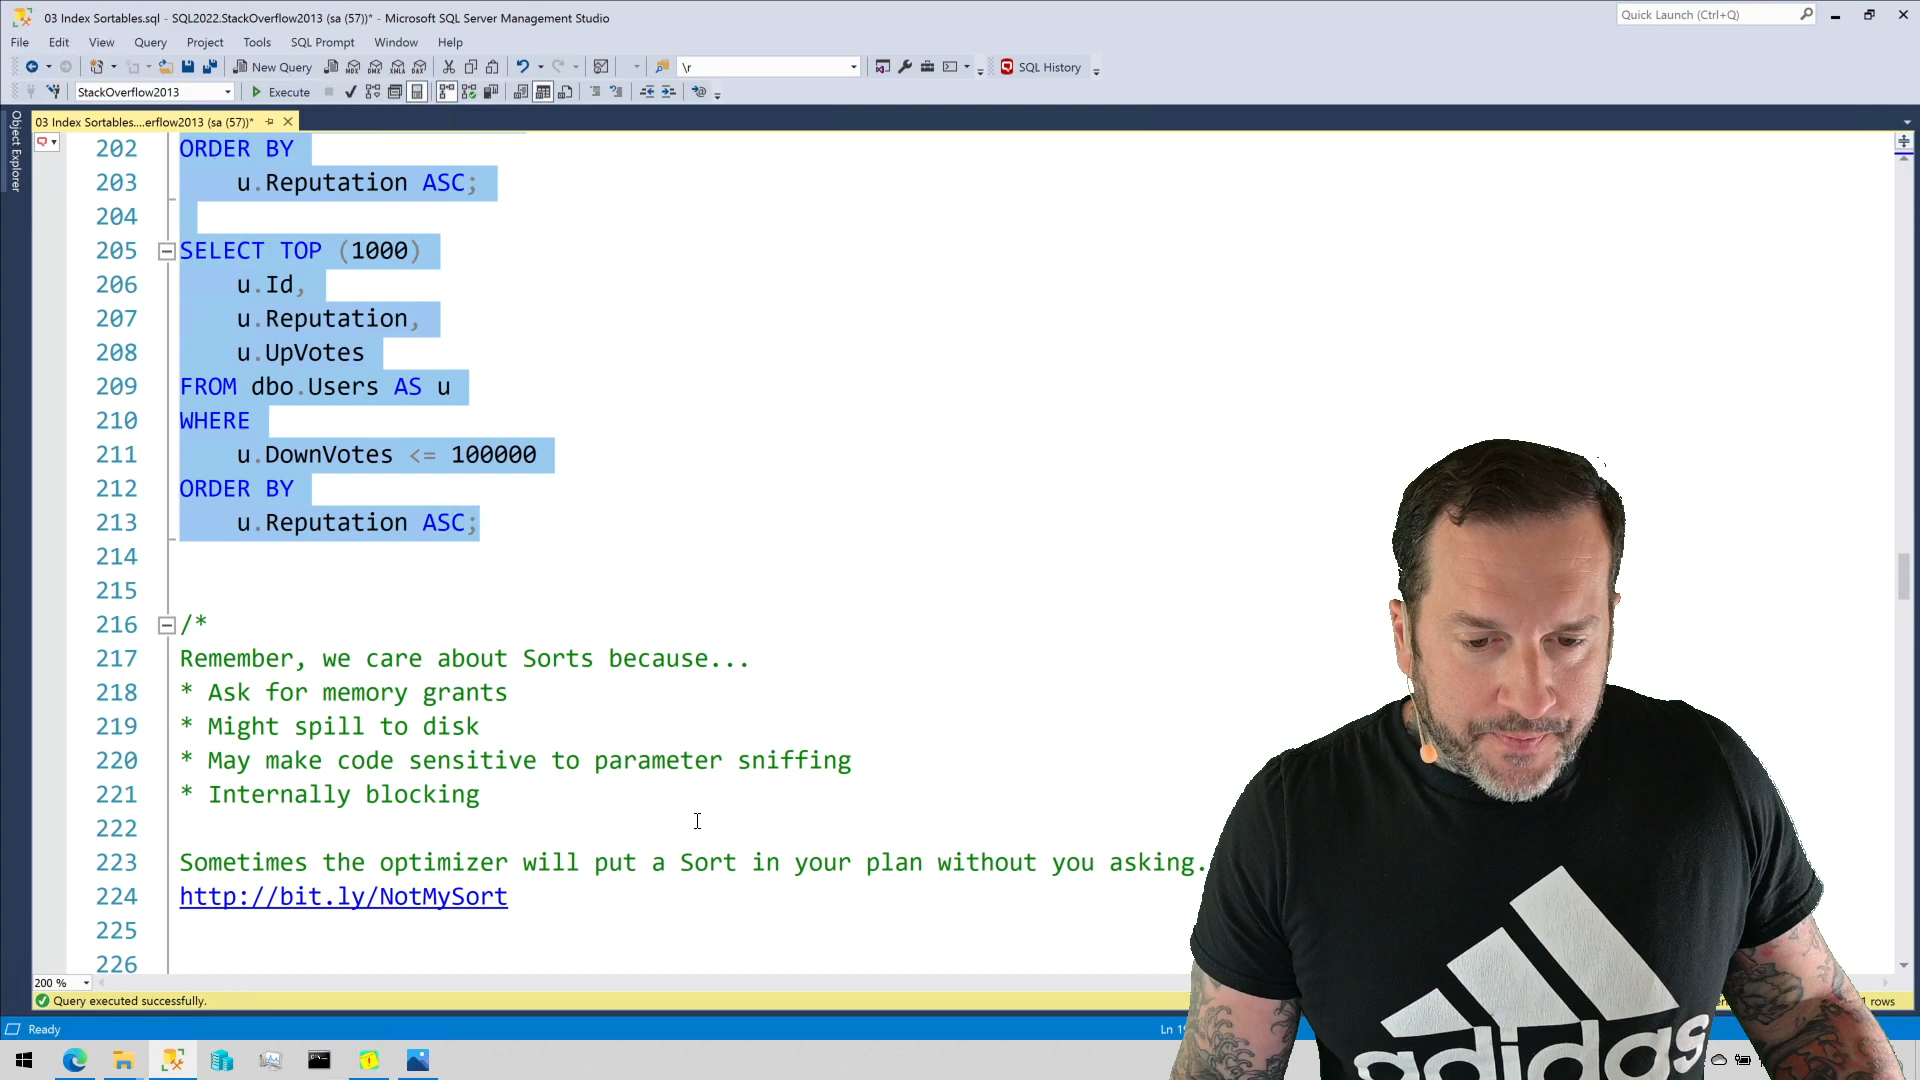 03 Index Sortables.sql - SQL2022.StackOverflow2013 (sa (57))* - Microsoft SQL Server Management Studio
Quick Launch (Ctrl+Q)
File Edit View Query Project Tools SQL Prompt Window Help
New Query
MDX DMX XMLA DAX
\r
SQL History
StackOverflow2013
Execute
03 Index Sortables....erflow2013 (sa (57))*
Object Explorer
202 ORDER BY
203 u.Reputation ASC;
204
205 SELECT TOP (1000)
206 u.Id,
207 u.Reputation,
208 u.UpVotes
209 FROM dbo.Users AS u
210 WHERE
211 u.DownVotes <= 100000
212 ORDER BY
213 u.Reputation ASC;
214
215
216 /*
217 Remember, we care about Sorts because...
218 * Ask for memory grants
219 * Might spill to disk
220 * May make code sensitive to parameter sniffing
221 * Internally blocking
222
223 Sometimes the optimizer will put a Sort in your plan without you asking.
224 http://bit.ly/NotMySort
225
226
200 %
Query executed successfully.
rows
Ready
Ln
adidas